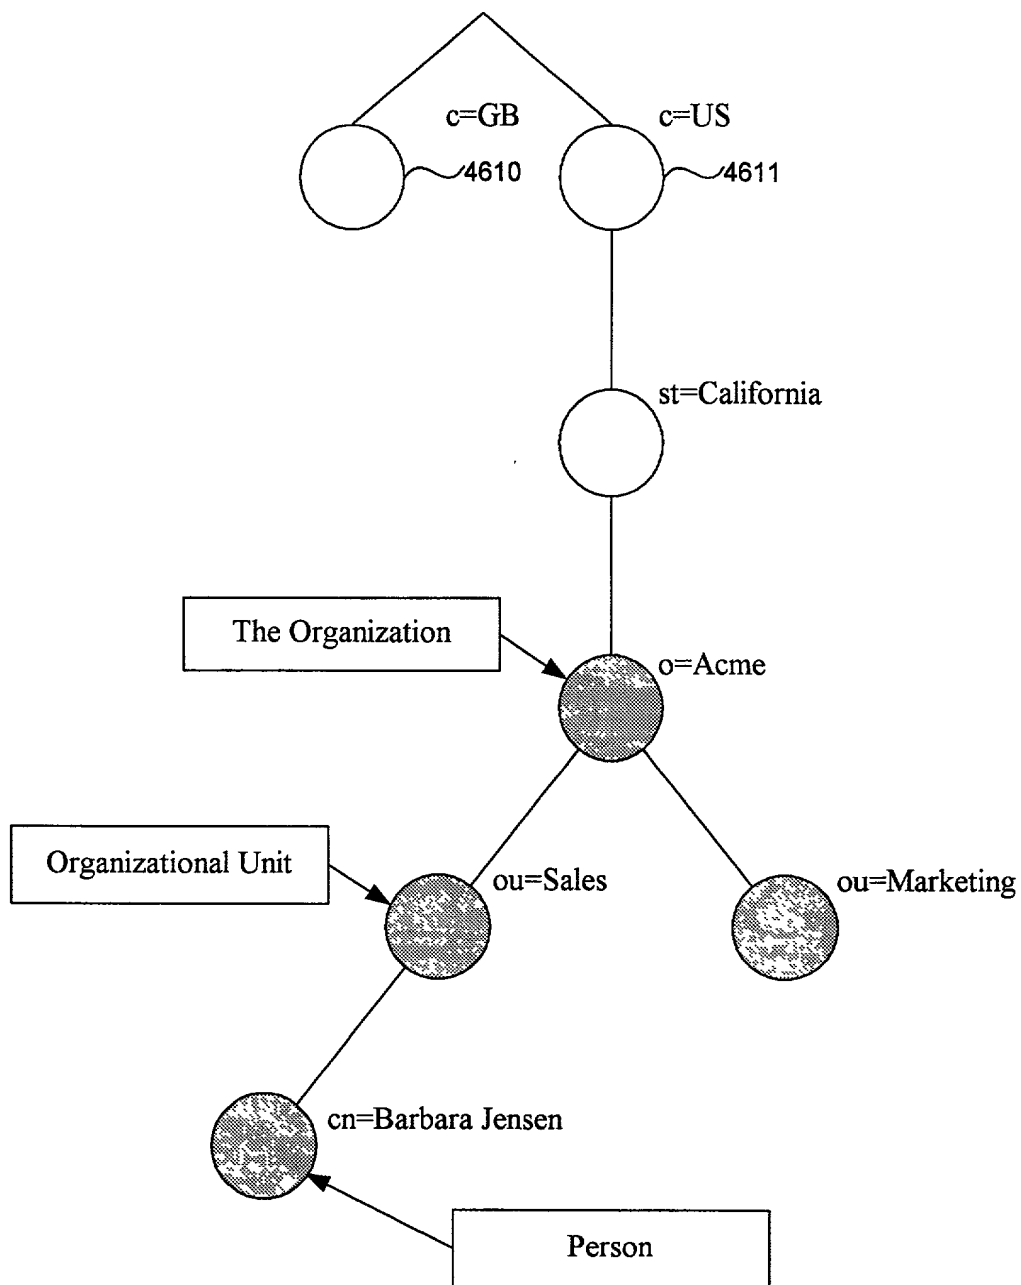 c=GB
c=US
4610
4611
st=California
The Organization
o=Acme
Organizational Unit
ou=Sales
ou=Marketing
cn=Barbara Jensen
Person